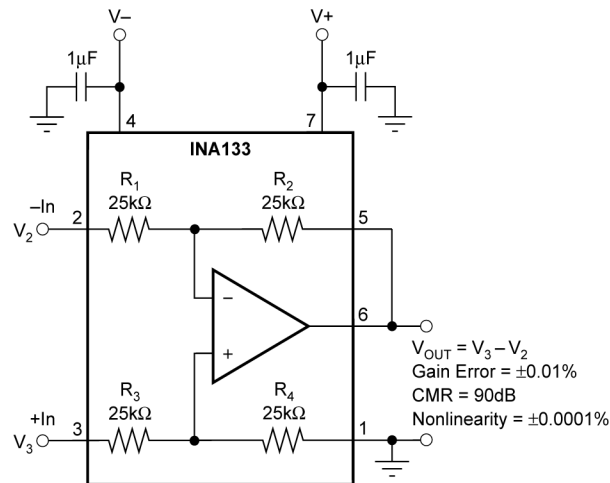 V– V+
1µF 1µF
4 7
INA133
R1 R2
25kΩ 25kΩ
–In 2 5
V2
–
6
+
VOUT = V3 – V2
Gain Error = ±0.01%
CMR = 90dB
Nonlinearity = ±0.0001%
R3 R4
25kΩ 25kΩ
+In 3 1
V3